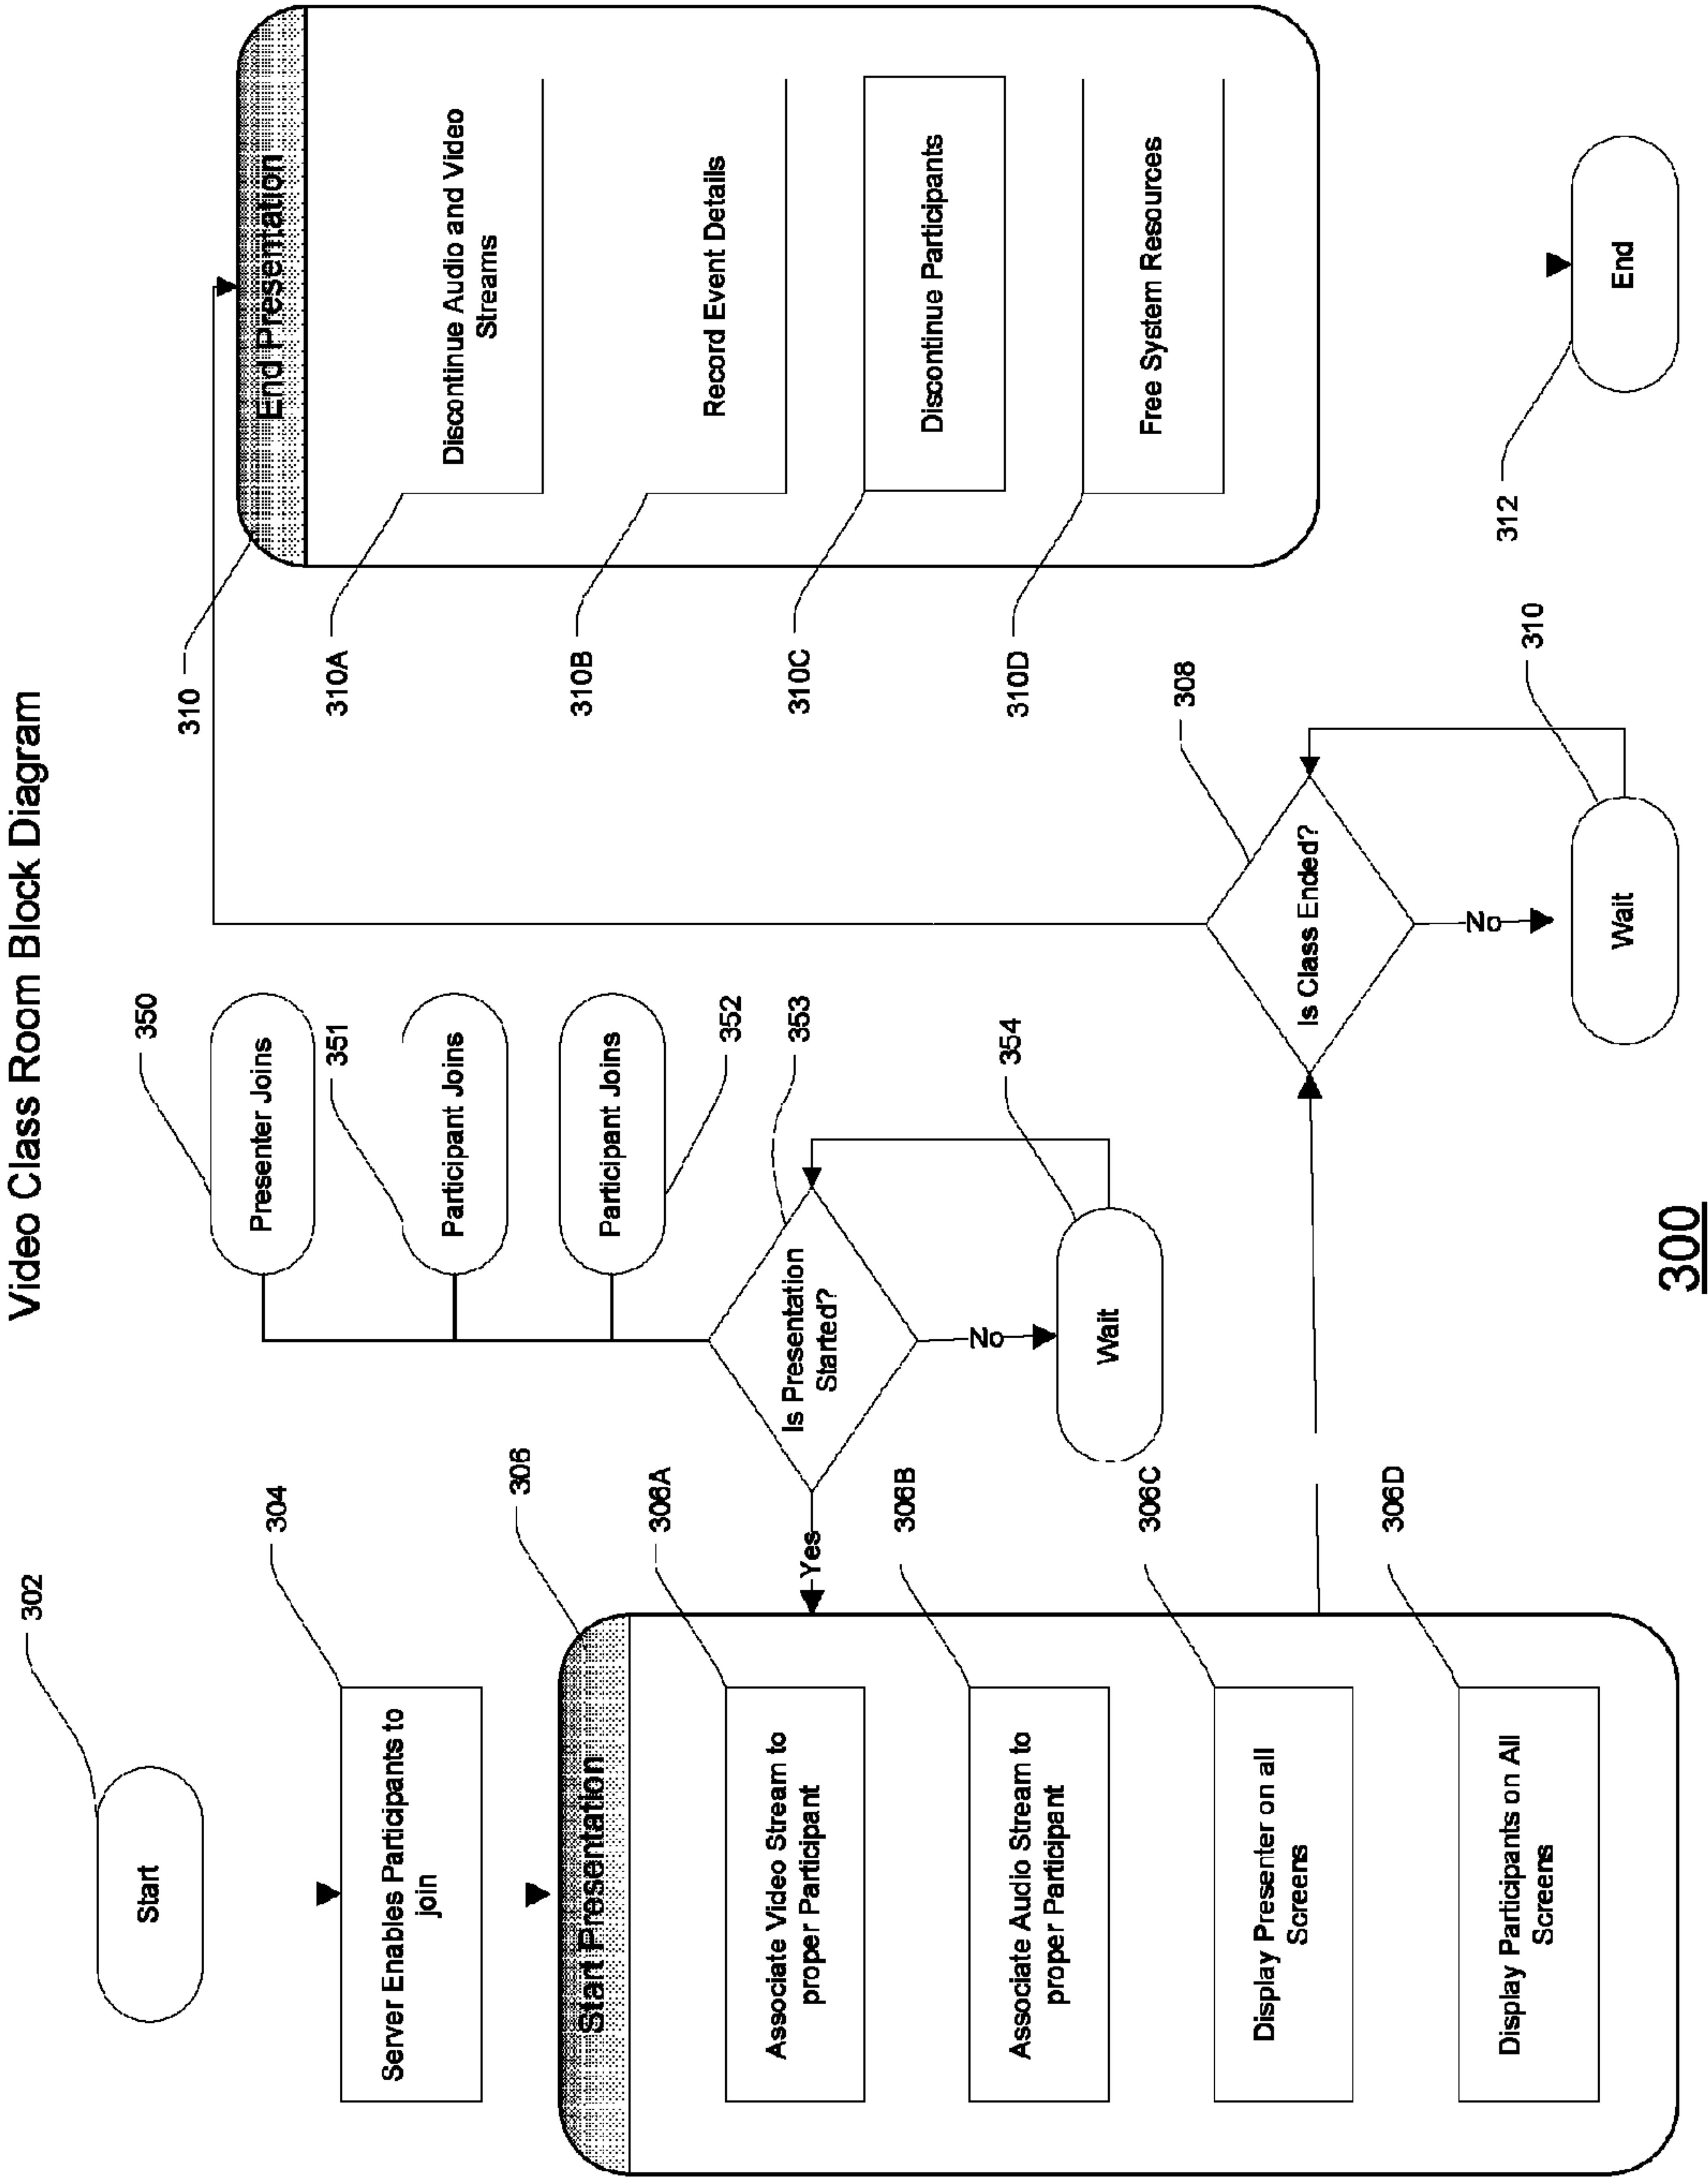 Video Class Room Block Diagram
302
Start
304
Server Enables Participants to
join
306
Start Presentation
306A
Associate Video Stream to
proper Participant
306B
Associate Audio Stream to
proper Participant
306C
Display Presenter on all
Screens
306D
Display Participants on All
Screens
350
Presenter Joins
351
Participant Joins
352
Participant Joins
353
Is Presentation
Started?
Yes
No
354
Wait
308
Is Class Ended?
No
310
Wait
310
End Presentation
310A
Discontinue Audio and Video
Streams
310B
Record Event Details
310C
Discontinue Participants
310D
Free System Resources
312
End
300